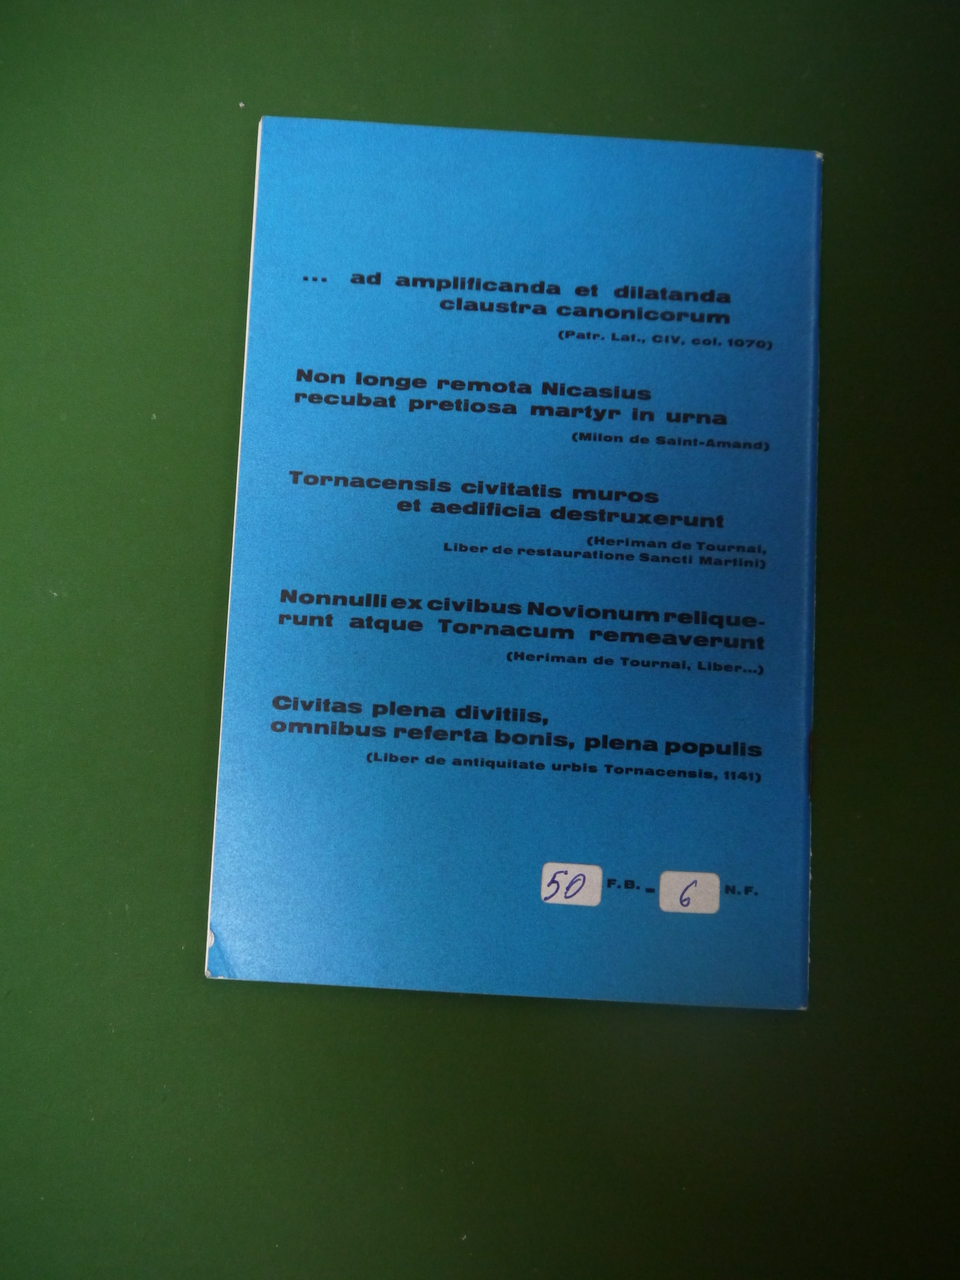 ... ad amplificanda et dilatanda
claustra canonicorum
(Patr. Lat., CIV, col. 1070)
Non longe remota Nicasius
recubat pretiosa martyr in urna
(Milon de Saint-Amand)
Tornacensis civitatis muros
et aedificia destruxerunt
(Heriman de Tournai,
Liber de restauratione Sancti Martini)
Nonnulli ex civibus Novionum relique-
runt atque Tornacum remeaverunt
(Heriman de Tournai, Liber...)
Civitas plena divitiis,
omnibus referta bonis, plena populis
(Liber de antiquitate urbis Tornacensis, 1141)
50 F.B. - 6 N.F.